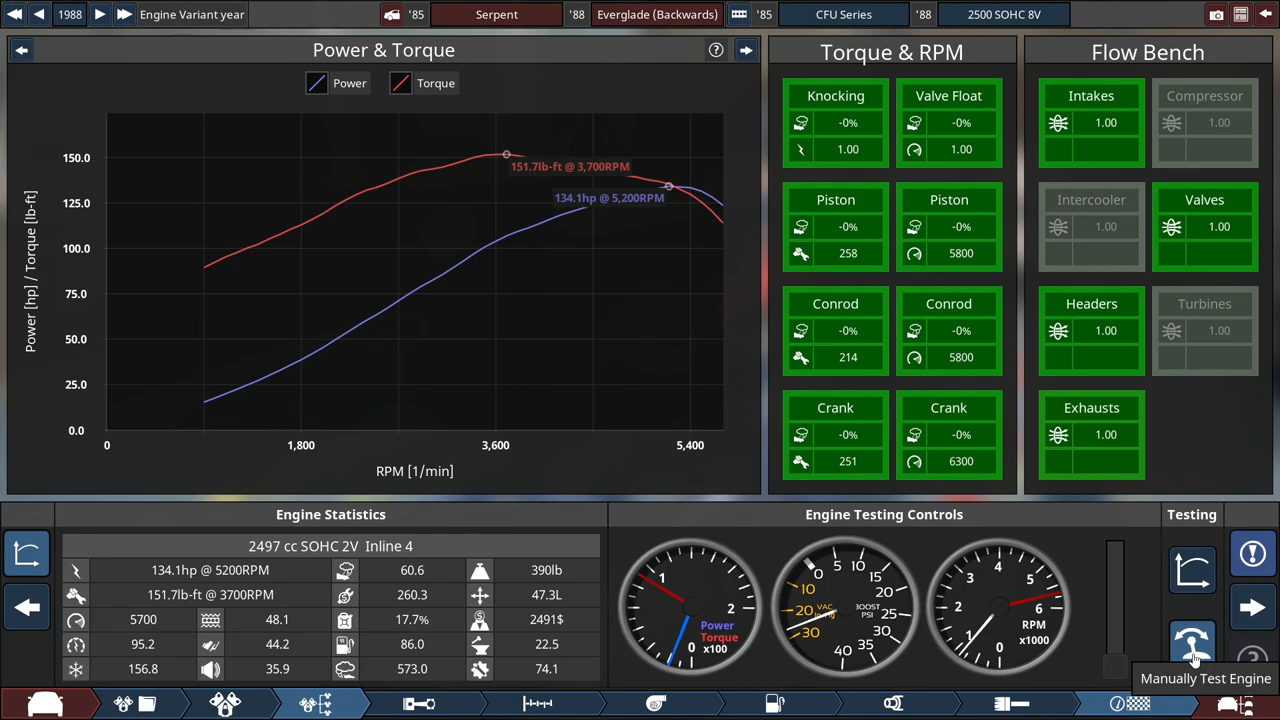 1988 Engine Variant year '85 Serpent '88 Everglade (Backwards) '85 CFU Series '88 2500 SOHC 8V
Power & Torque ?
Power Torque
150.0
125.0
100.0
75.0
50.0
25.0
0.0
Power [hp] / Torque [lb-ft]
151.7lb-ft @ 3,700RPM
134.1hp @ 5,200RPM
0 1,800 3,600 5,400
RPM [1/min]
Torque & RPM
Knocking Valve Float
-0% -0%
1.00 1.00
Piston Piston
-0% -0%
258 5800
Conrod Conrod
-0% -0%
214 5800
Crank Crank
-0% -0%
251 6300
Flow Bench
Intakes Compressor
1.00 1.00
Intercooler Valves
1.00 1.00
Headers Turbines
1.00 1.00
Exhausts
1.00
Engine Statistics
2497 cc SOHC 2V Inline 4
134.1hp @ 5200RPM 60.6 390lb
151.7lb-ft @ 3700RPM 260.3 47.3L
5700 48.1 17.7% 2491$
95.2 44.2 86.0 22.5
156.8 35.9 573.0 74.1
Engine Testing Controls
1 2 0
Power
Torque
x100
0 5 10 15 20 25 30 35 40
10 20 30
VAC
BOOST
PSI
0 1 2 3 4 5 6
RPM
x1000
Testing
Manually Test Engine